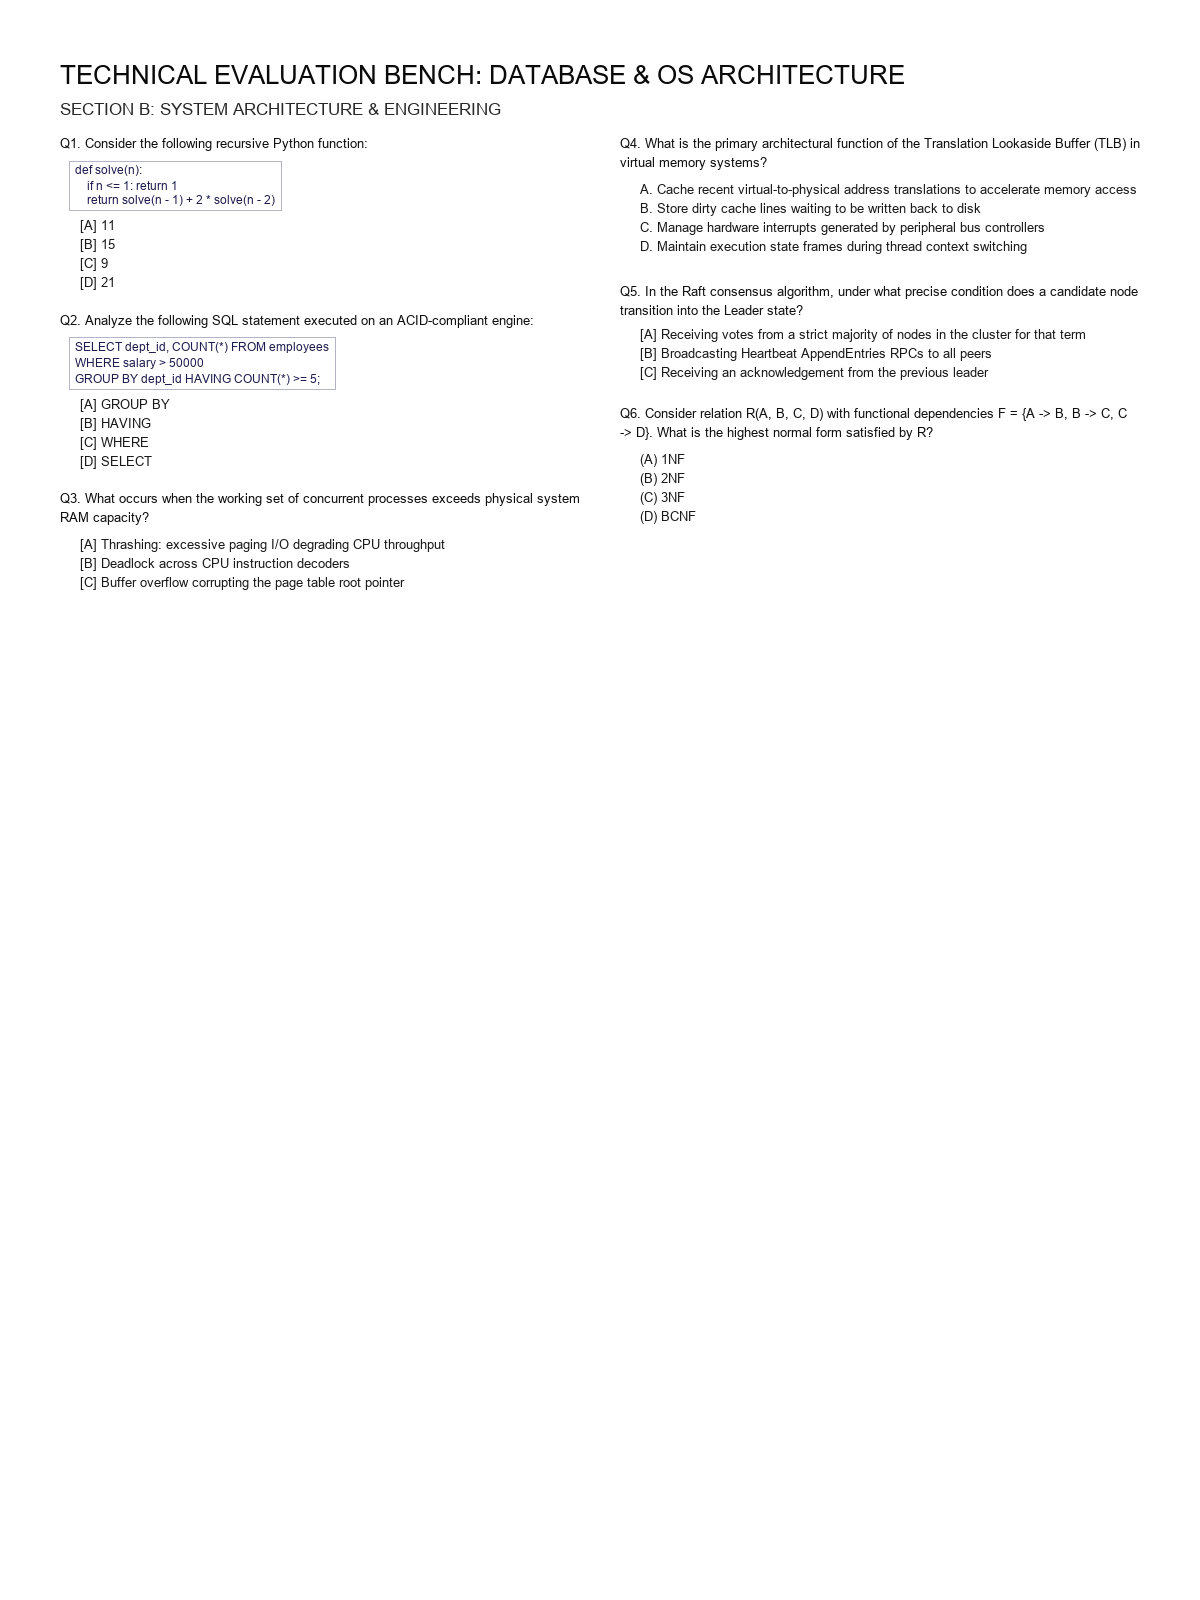 TECHNICAL EVALUATION BENCH: DATABASE & OS ARCHITECTURE
SECTION B: SYSTEM ARCHITECTURE & ENGINEERING
Q1. Consider the following recursive Python function:
def solve(n):
    if n <= 1: return 1
    return solve(n - 1) + 2 * solve(n - 2)
[A] 11
[B] 15
[C] 9
[D] 21
Q2. Analyze the following SQL statement executed on an ACID-compliant engine:
SELECT dept_id, COUNT(*) FROM employees
WHERE salary > 50000
GROUP BY dept_id HAVING COUNT(*) >= 5;
[A] GROUP BY
[B] HAVING
[C] WHERE
[D] SELECT
Q3. What occurs when the working set of concurrent processes exceeds physical system
RAM capacity?
[A] Thrashing: excessive paging I/O degrading CPU throughput
[B] Deadlock across CPU instruction decoders
[C] Buffer overflow corrupting the page table root pointer
Q4. What is the primary architectural function of the Translation Lookaside Buffer (TLB) in
virtual memory systems?
A. Cache recent virtual-to-physical address translations to accelerate memory access
B. Store dirty cache lines waiting to be written back to disk
C. Manage hardware interrupts generated by peripheral bus controllers
D. Maintain execution state frames during thread context switching
Q5. In the Raft consensus algorithm, under what precise condition does a candidate node
transition into the Leader state?
[A] Receiving votes from a strict majority of nodes in the cluster for that term
[B] Broadcasting Heartbeat AppendEntries RPCs to all peers
[C] Receiving an acknowledgement from the previous leader
Q6. Consider relation R(A, B, C, D) with functional dependencies F = {A -> B, B -> C, C
-> D}. What is the highest normal form satisfied by R?
(A) 1NF
(B) 2NF
(C) 3NF
(D) BCNF